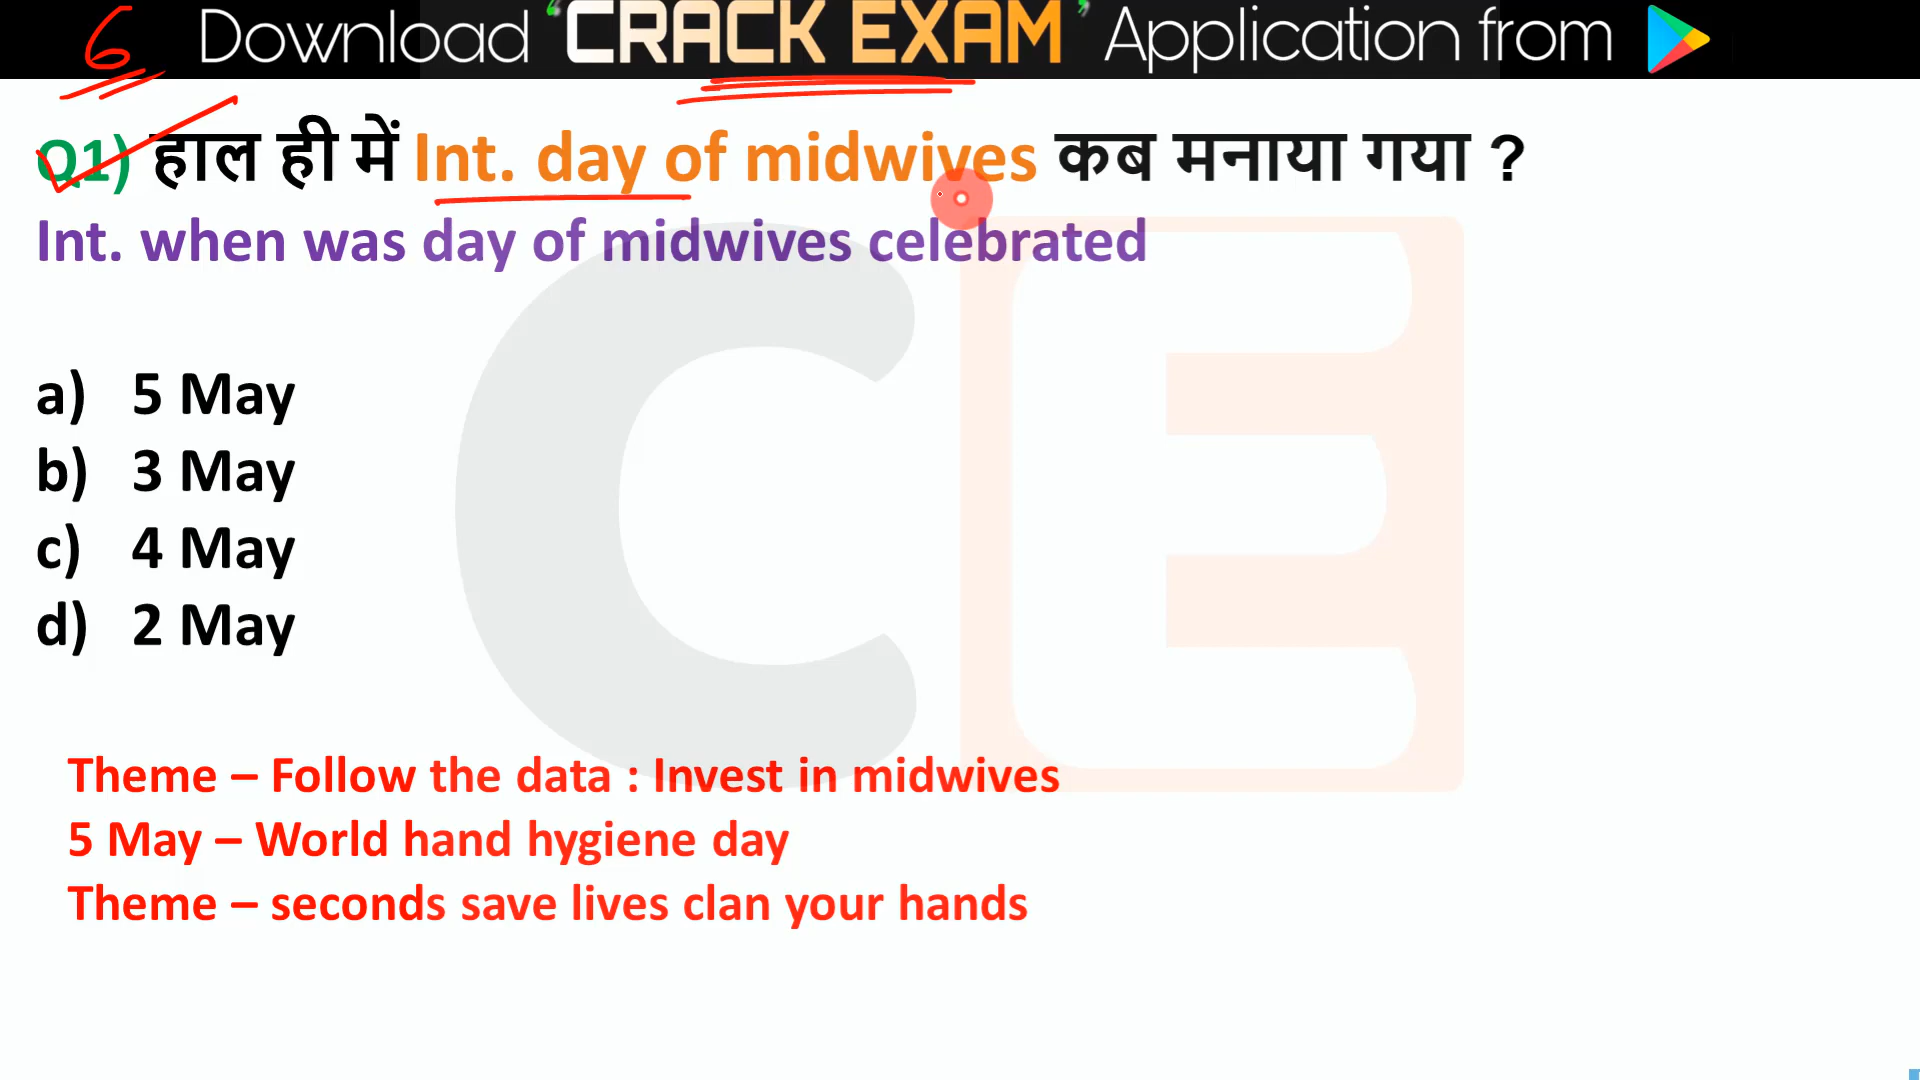 6 Download “CRACK EXAM” Application from
Q1) हाल ही में Int. day of midwives कब मनाया गया ?
Int. when was day of midwives celebrated
a) 5 May
b) 3 May
c) 4 May
d) 2 May
Theme – Follow the data : Invest in midwives
5 May – World hand hygiene day
Theme – seconds save lives clan your hands
CE